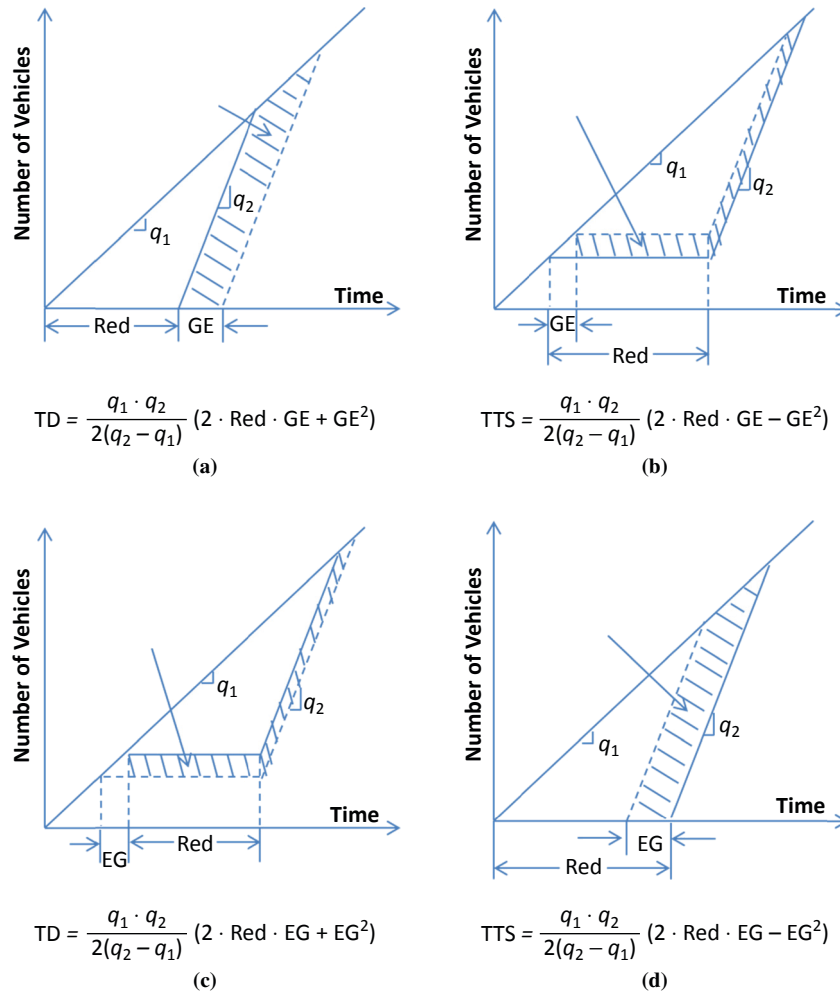 Number of Vehicles
q₁
q₂
Time
Red
GE
TD = q₁ · q₂ / 2(q₂ – q₁) (2 · Red · GE + GE²)
(a)
Number of Vehicles
q₁
q₂
Time
GE
Red
TTS = q₁ · q₂ / 2(q₂ – q₁) (2 · Red · GE – GE²)
(b)
Number of Vehicles
q₁
q₂
Time
EG
Red
TD = q₁ · q₂ / 2(q₂ – q₁) (2 · Red · EG + EG²)
(c)
Number of Vehicles
q₁
q₂
Time
EG
Red
TTS = q₁ · q₂ / 2(q₂ – q₁) (2 · Red · EG – EG²)
(d)